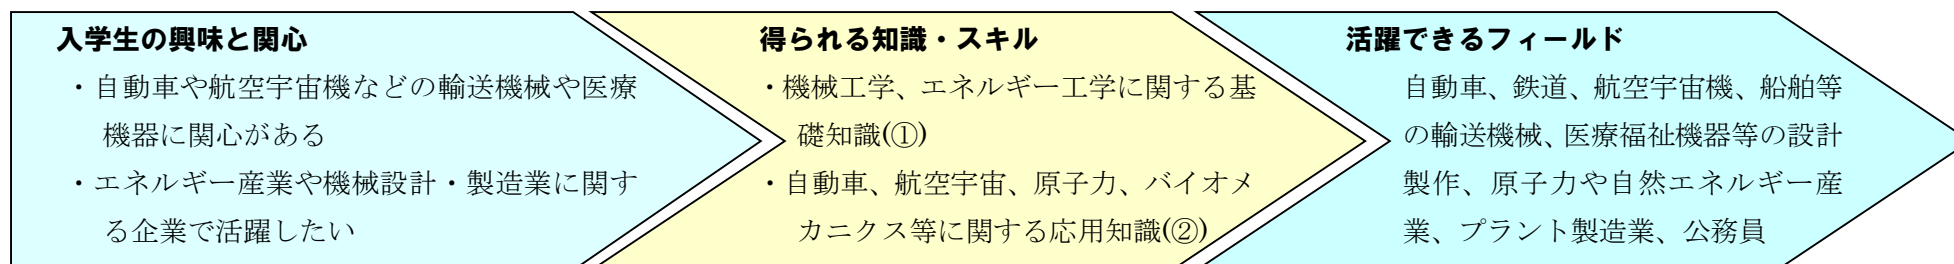 入学生の興味と関心
・自動車や航空宇宙機などの輸送機械や医療
機器に関心がある
・エネルギー産業や機械設計・製造業に関す
る企業で活躍したい
得られる知識・スキル
・機械工学、エネルギー工学に関する基
礎知識(①)
・自動車、航空宇宙、原子力、バイオメ
カニクス等に関する応用知識(②)
活躍できるフィールド
自動車、鉄道、航空宇宙機、船舶等
の輸送機械、医療福祉機器等の設計
製作、原子力や自然エネルギー産
業、プラント製造業、公務員